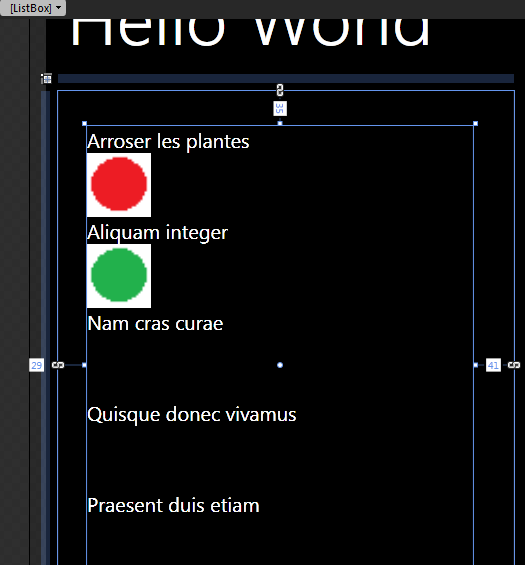 [ListBox]
Hello World
35
Arroser les plantes
Aliquam integer
Nam cras curae
29
41
Quisque donec vivamus
Praesent duis etiam